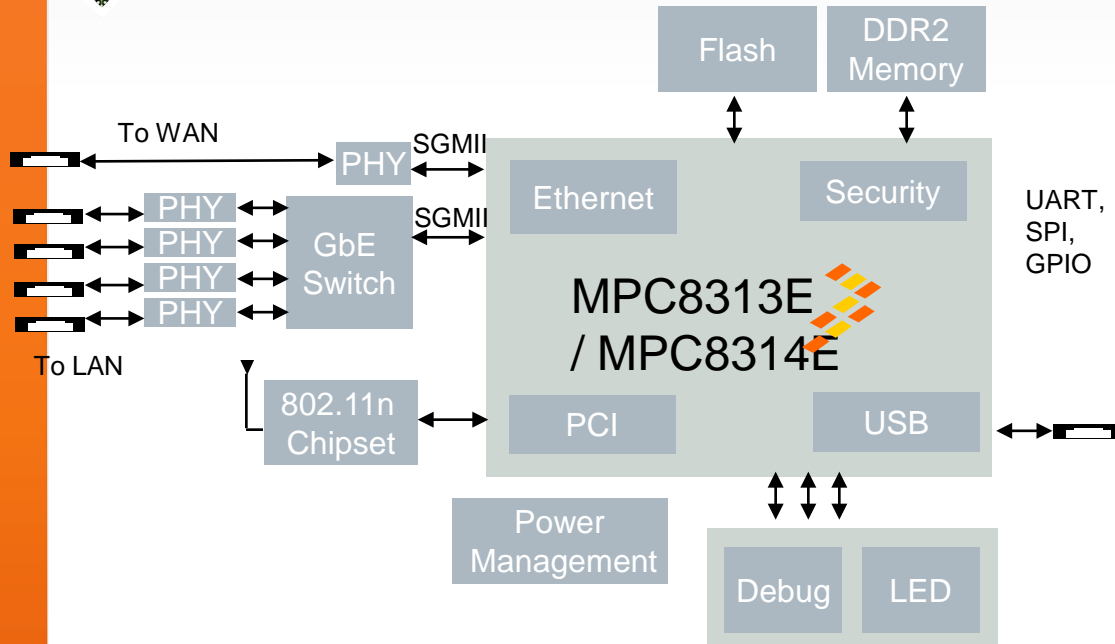 Flash
DDR2
Memory
To WAN
PHY
SGMII
PHY
PHY
PHY
PHY
GbE
Switch
SGMII
To LAN
Ethernet
Security
UART,
SPI,
GPIO
MPC8313E
/ MPC8314E
802.11n
Chipset
PCI
USB
Power
Management
Debug
LED